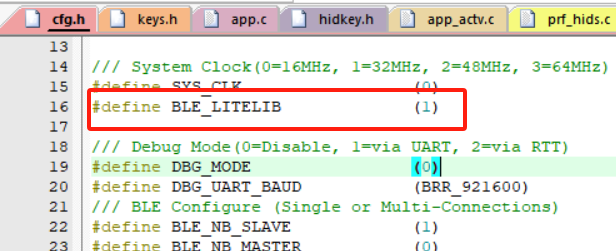 cfg.h keys.h app.c hidkey.h app_actv.c prf_hids.c
13
14 /// System Clock(0=16MHz, 1=32MHz, 2=48MHz, 3=64MHz)
15 #define SYS_CLK (0)
16 #define BLE_LITELIB (1)
17
18 /// Debug Mode(0=Disable, 1=via UART, 2=via RTT)
19 #define DBG_MODE (0)
20 #define DBG_UART_BAUD (BRR_921600)
21 /// BLE Configure (Single or Multi-Connections)
22 #define BLE_NB_SLAVE (1)
23 #define BLE_NB_MASTER (0)